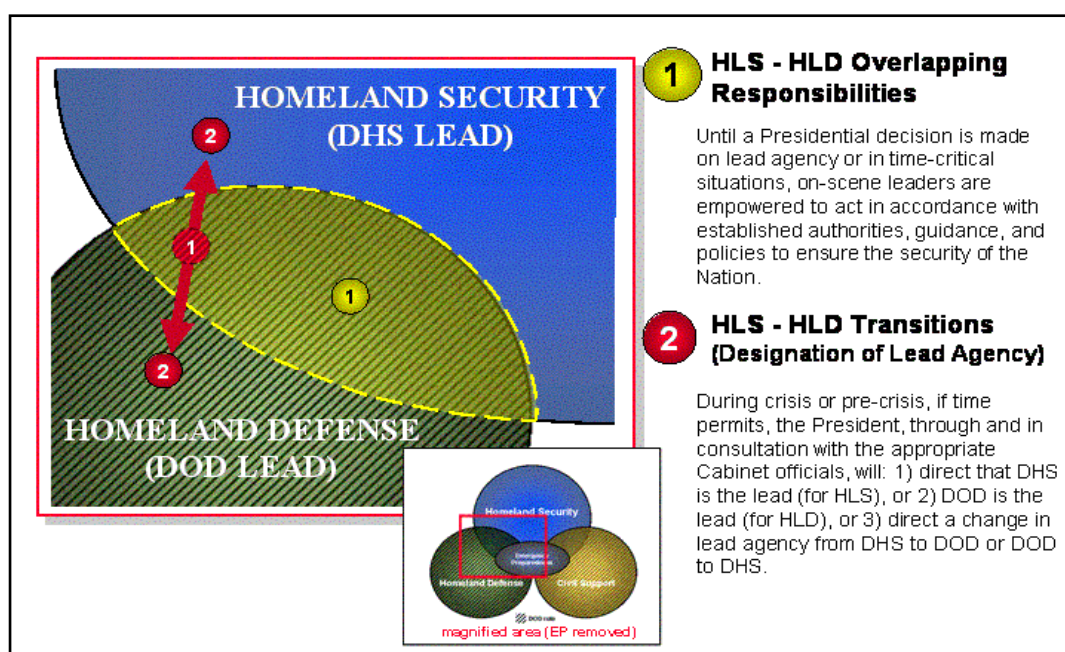 HOMELAND SECURITY
(DHS LEAD)
2
1
1
2
HOMELAND DEFENSE
(DOD LEAD)
1
HLS - HLD Overlapping
Responsibilities
Until a Presidential decision is made
on lead agency or in time-critical
situations, on-scene leaders are
empowered to act in accordance with
established authorities, guidance, and
policies to ensure the security of the
Nation.
2
HLS - HLD Transitions
(Designation of Lead Agency)
During crisis or pre-crisis, if time
permits, the President, through and in
consultation with the appropriate
Cabinet officials, will: 1) direct that DHS
is the lead (for HLS), or 2) DOD is the
lead (for HLD), or 3) direct a change in
lead agency from DHS to DOD or DOD
to DHS.
Homeland Security
Emergency
Preparedness
Homeland Defense
Civil Support
DOD role
magnified area (EP removed)